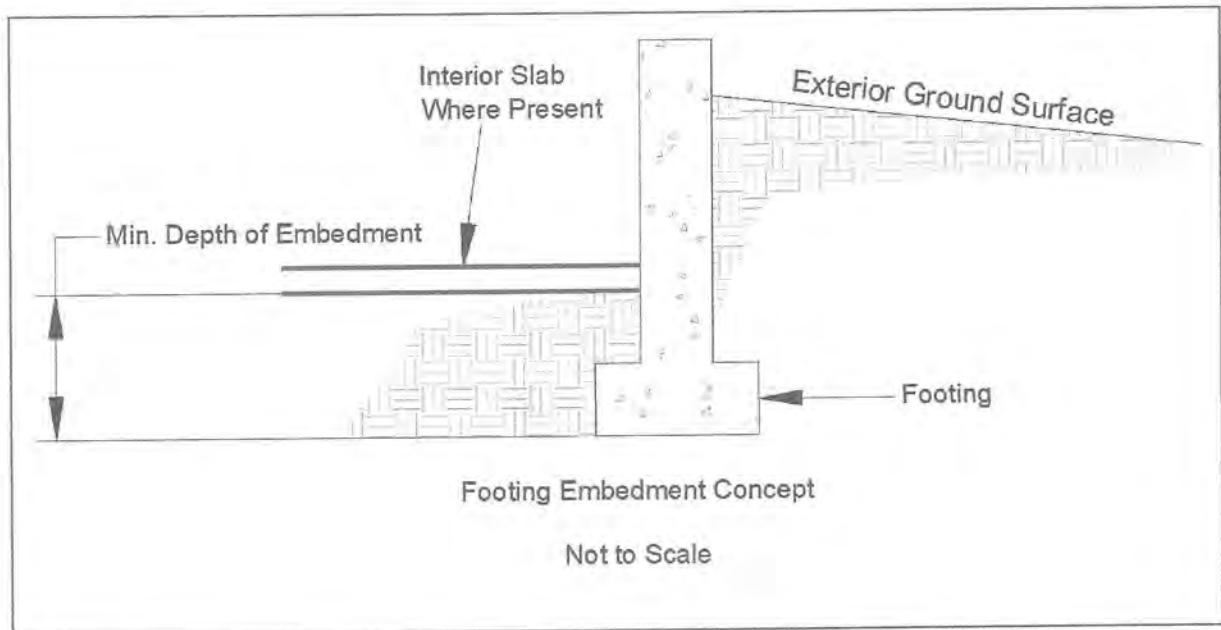 Interior Slab
Where Present
Exterior Ground Surface
Min. Depth of Embedment
Footing
Footing Embedment Concept
Not to Scale